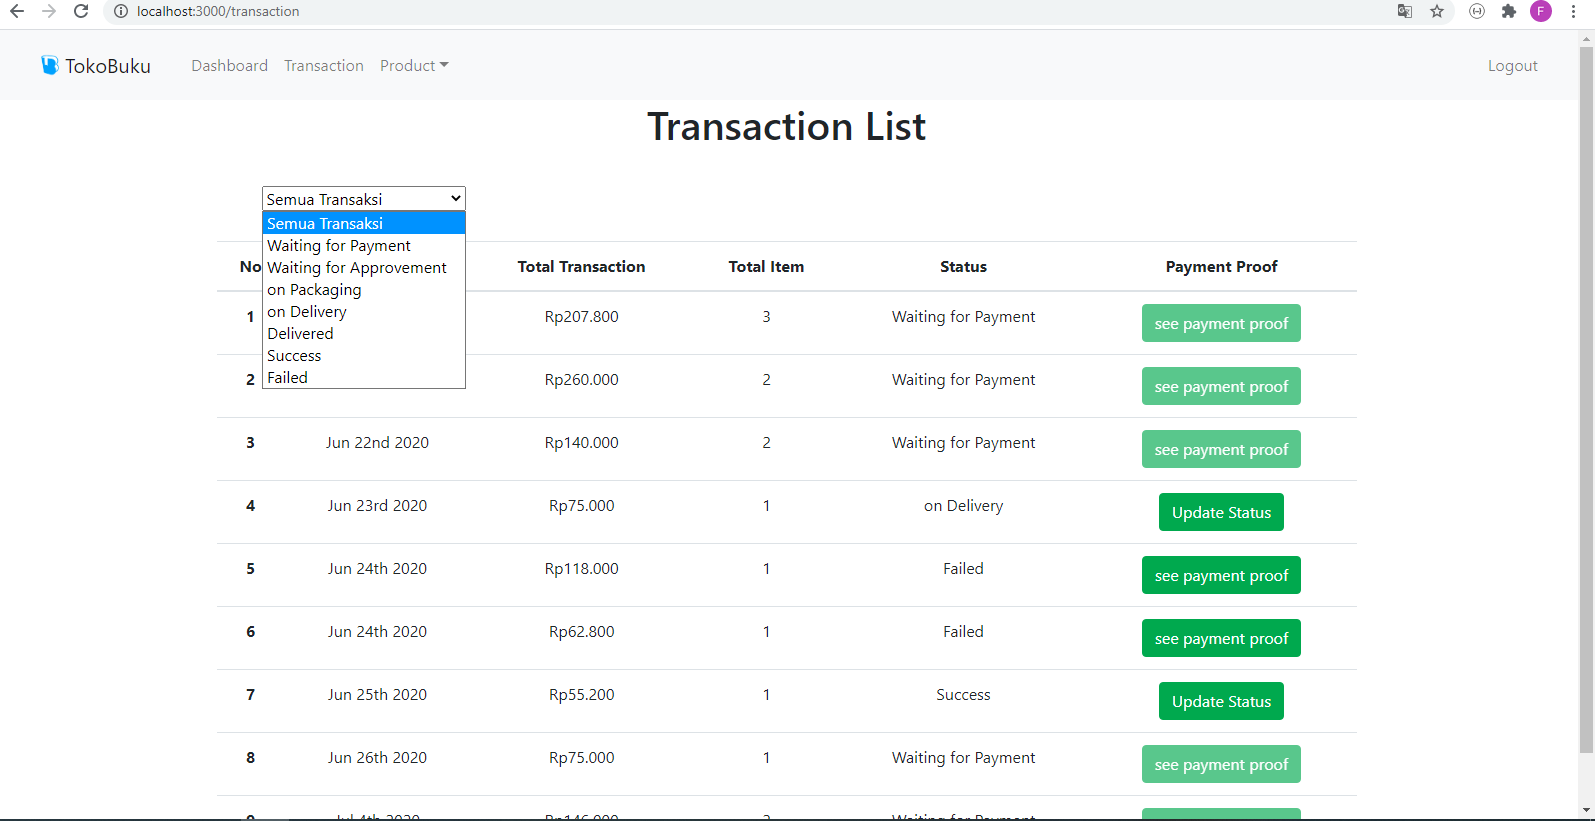 localhost:3000/transaction
F
TokoBuku Dashboard Transaction Product Logout
Transaction List
Semua Transaksi
Semua Transaksi
Waiting for Payment
Waiting for Approvement
on Packaging
on Delivery
Delivered
Success
Failed
No Total Transaction Total Item Status Payment Proof
1 Rp207.800 3 Waiting for Payment see payment proof
2 Rp260.000 2 Waiting for Payment see payment proof
3 Jun 22nd 2020 Rp140.000 2 Waiting for Payment see payment proof
4 Jun 23rd 2020 Rp75.000 1 on Delivery Update Status
5 Jun 24th 2020 Rp118.000 1 Failed see payment proof
6 Jun 24th 2020 Rp62.800 1 Failed see payment proof
7 Jun 25th 2020 Rp55.200 1 Success Update Status
8 Jun 26th 2020 Rp75.000 1 Waiting for Payment see payment proof
Jul 4th 2020 Waiting for Payment